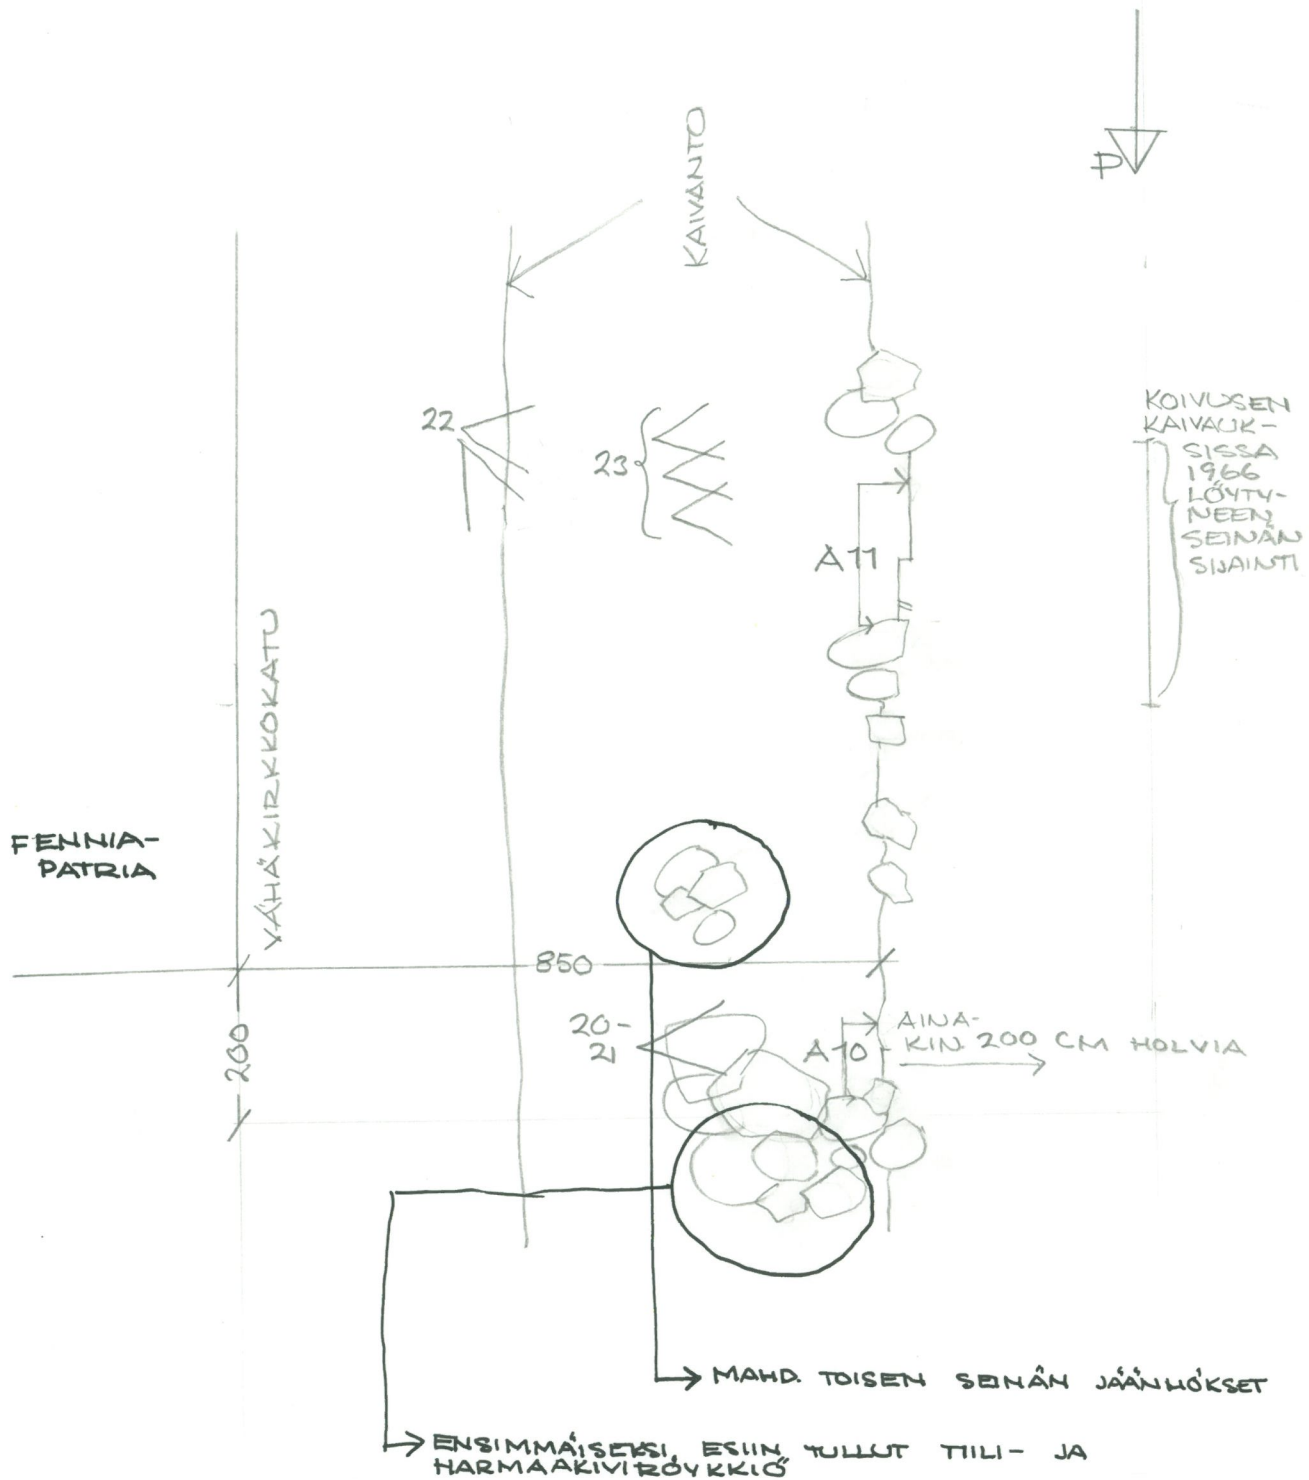 P
KAIVANTO
KOIVUSEN
KAIVAUK-
SISSA
1966
LÖYTY-
NEEN
SEINÄN
SIJAINTI
22
23
A11
VÄHÄKIRKKOKATU
FENNIA-
PATRIA
850
200
20-
21
A10
AINA-
KIN 200 CM HOLVIA
MAHD. TOISEN SEINÄN JÄÄNNÖKSET
ENSIMMÄISEKSI ESIIN TULLUT TIILI- JA
HARMAAKIVIRÖYKKIÖ